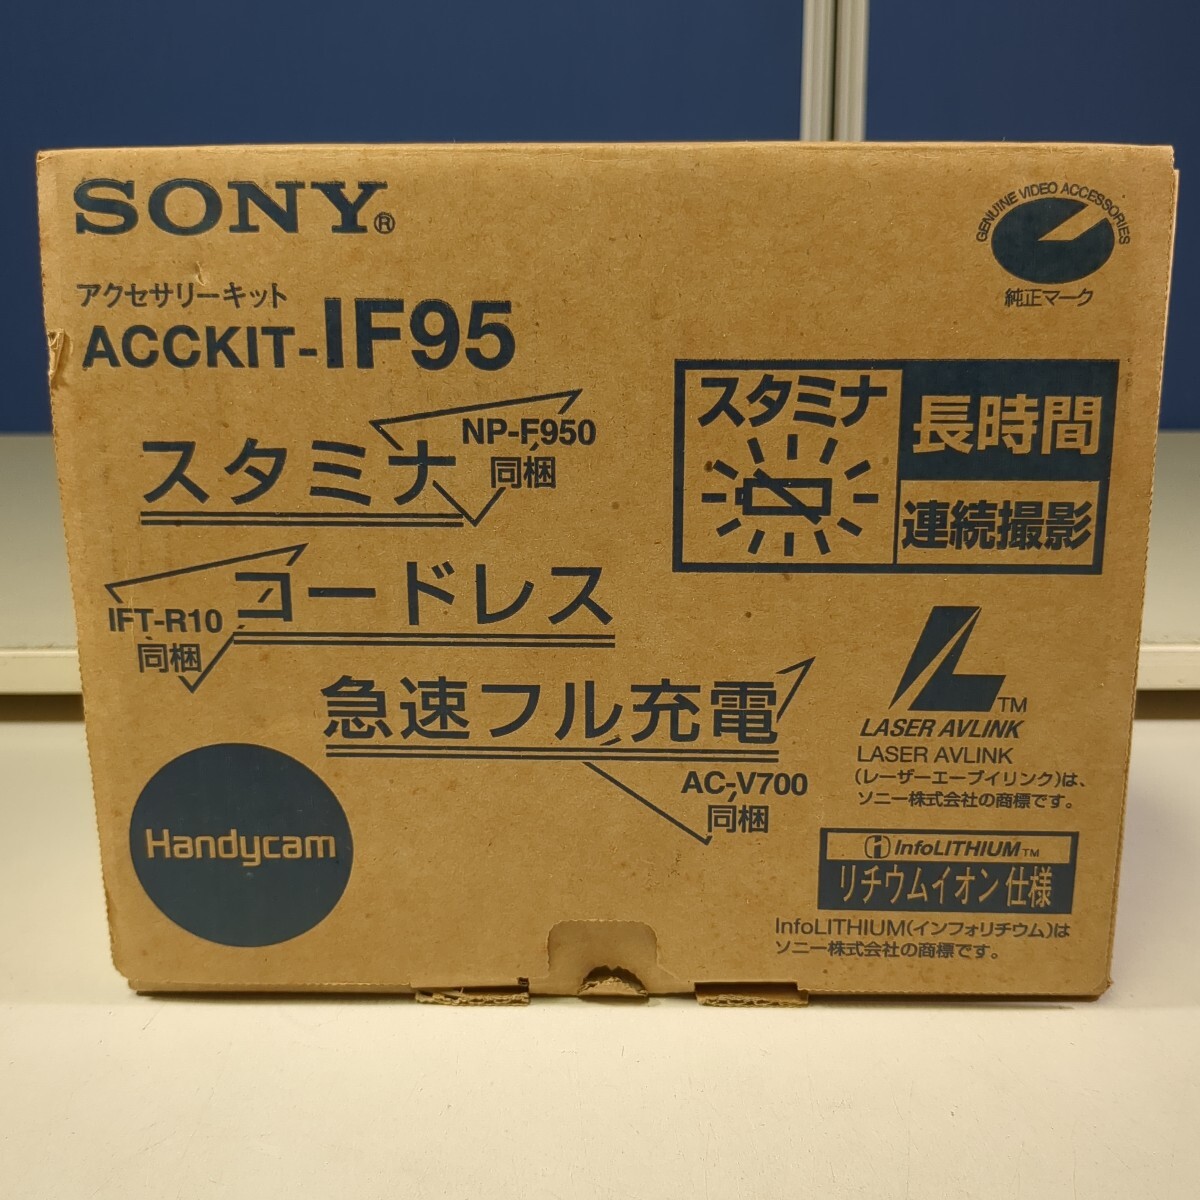 SONY®
GENUINE VIDEO ACCESSORIES
純正マーク
アクセサリーキット
ACCKIT-IF95
スタミナ
NP-F950
同梱
スタミナ
長時間
連続撮影
コードレス
IFT-R10
同梱
急速フル充電
AC-V700
同梱
L™
LASER AVLINK
LASER AVLINK
(レーザーエーブイリンク)は、
ソニー株式会社の商標です。
Handycam
InfoLITHIUM™
リチウムイオン仕様
InfoLITHIUM(インフォリチウム)は
ソニー株式会社の商標です。